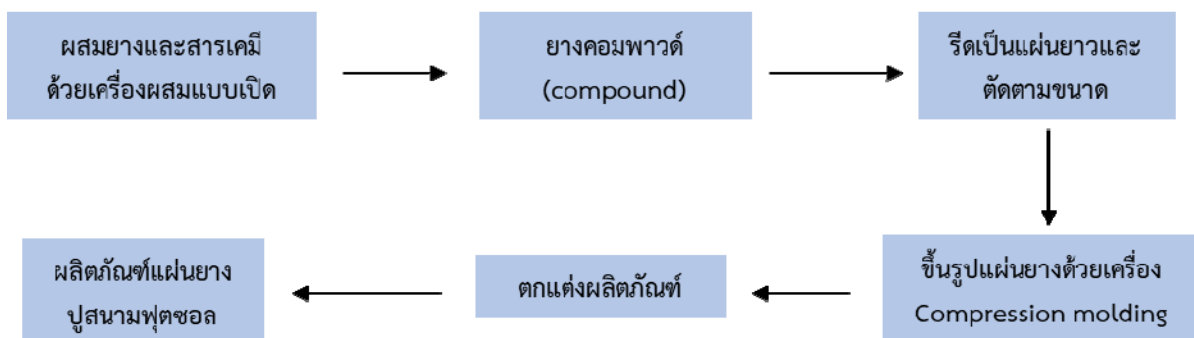 ผสมยางและสารเคมี
ด้วยเครื่องผสมแบบเปิด
ยางคอมพาวด์
(compound)
รีดเป็นแผ่นยาวและ
ตัดตามขนาด
ขึ้นรูปแผ่นยางด้วยเครื่อง
Compression molding
ตกแต่งผลิตภัณฑ์
ผลิตภัณฑ์แผ่นยาง
ปูสนามฟุตซอล